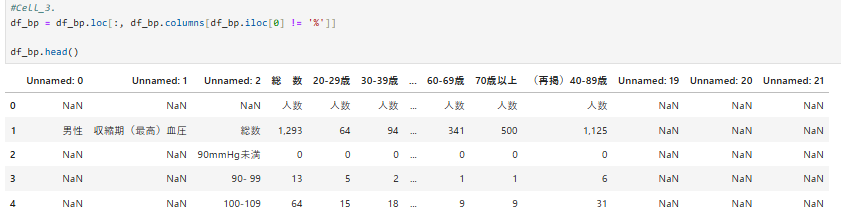 #Cell_3.
df_bp = df_bp.loc[:, df_bp.columns[df_bp.iloc[0] != '%']]
df_bp.head()
Unnamed: 0 Unnamed: 1 Unnamed: 2 総　数 20-29歳 30-39歳 ... 60-69歳 70歳以上 （再掲）40-89歳 Unnamed: 19 Unnamed: 20 Unnamed: 21
0 NaN NaN NaN 人数 人数 人数 ... 人数 人数 人数 NaN NaN NaN
1 男性 収縮期（最高）血圧 総数 1,293 64 94 ... 341 500 1,125 NaN NaN NaN
2 NaN NaN 90mmHg未満 0 0 0 ... 0 0 0 NaN NaN NaN
3 NaN NaN 90- 99 13 5 2 ... 1 1 6 NaN NaN NaN
4 NaN NaN 100-109 64 15 18 ... 9 9 31 NaN NaN NaN